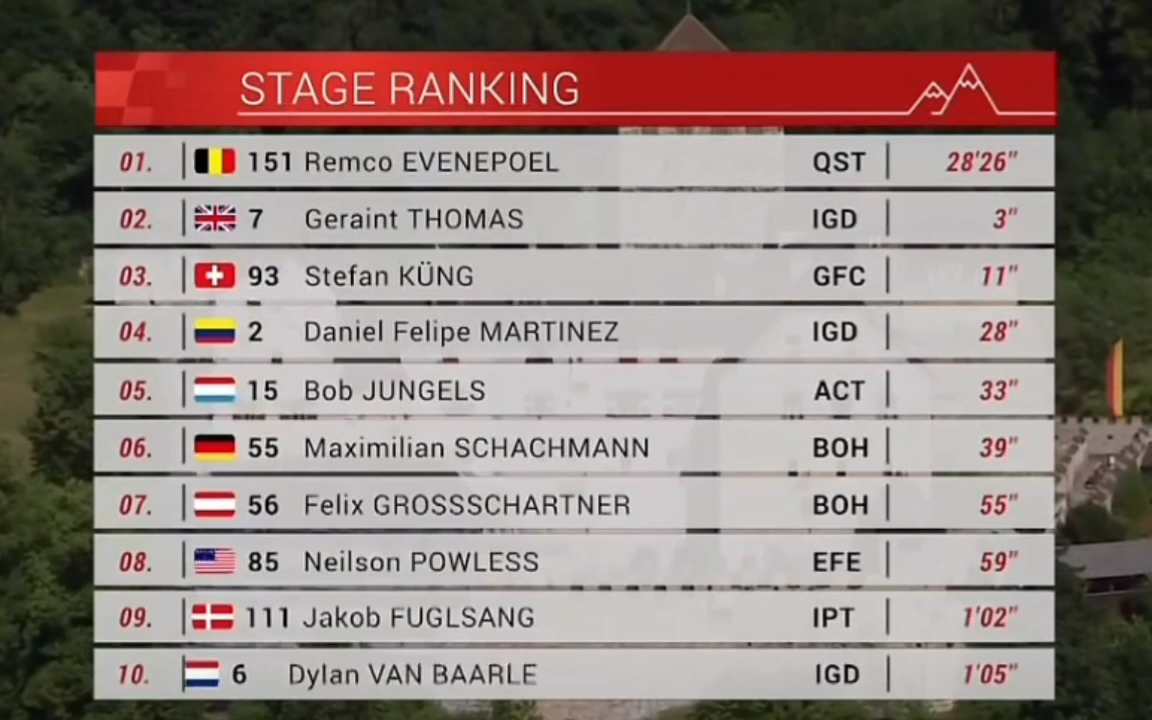 STAGE RANKING
01. 151 Remco EVENEPOEL QST 28'26"
02. 7 Geraint THOMAS IGD 3"
03. 93 Stefan KÜNG GFC 11"
04. 2 Daniel Felipe MARTINEZ IGD 28"
05. 15 Bob JUNGELS ACT 33"
06. 55 Maximilian SCHACHMANN BOH 39"
07. 56 Felix GROSSSCHARTNER BOH 55"
08. 85 Neilson POWLESS EFE 59"
09. 111 Jakob FUGLSANG IPT 1'02"
10. 6 Dylan VAN BAARLE IGD 1'05"